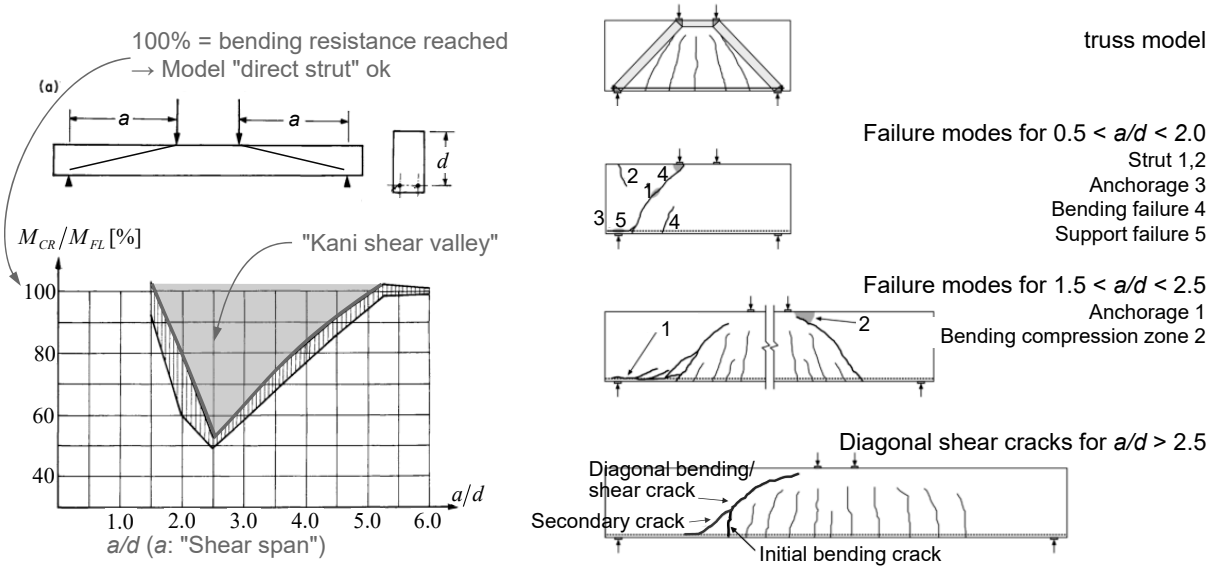 100% = bending resistance reached
→ Model "direct strut" ok
(a)
a
a
d
M_CR/M_FL [%]
"Kani shear valley"
100
80
60
40
a/d
1.0 2.0 3.0 4.0 5.0 6.0
a/d (a: "Shear span")
truss model
Failure modes for 0.5 < a/d < 2.0
Strut 1,2
Anchorage 3
Bending failure 4
Support failure 5
2
4
1
3
5
4
Failure modes for 1.5 < a/d < 2.5
Anchorage 1
Bending compression zone 2
1
2
Diagonal shear cracks for a/d > 2.5
Diagonal bending/
shear crack
Secondary crack
Initial bending crack